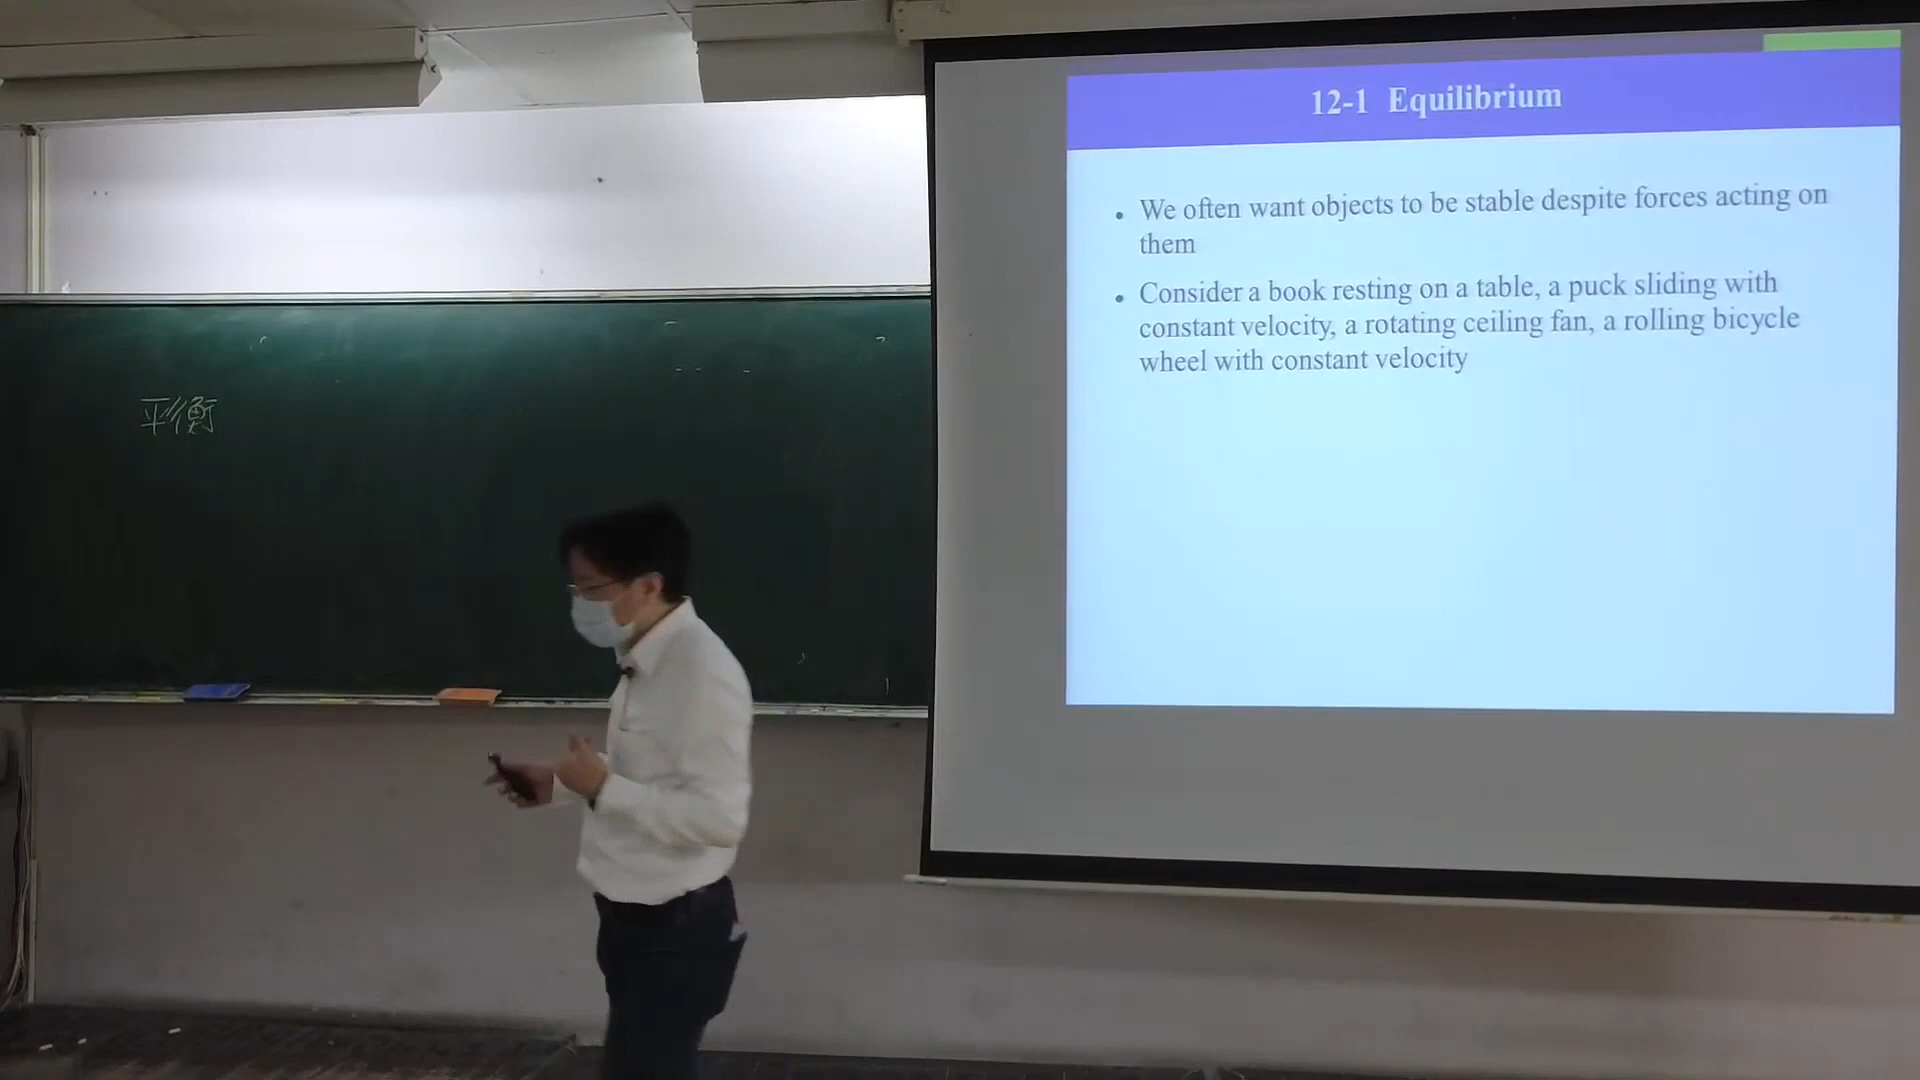 平衡
12-1 Equilibrium
• We often want objects to be stable despite forces acting on
them
• Consider a book resting on a table, a puck sliding with
constant velocity, a rotating ceiling fan, a rolling bicycle
wheel with constant velocity